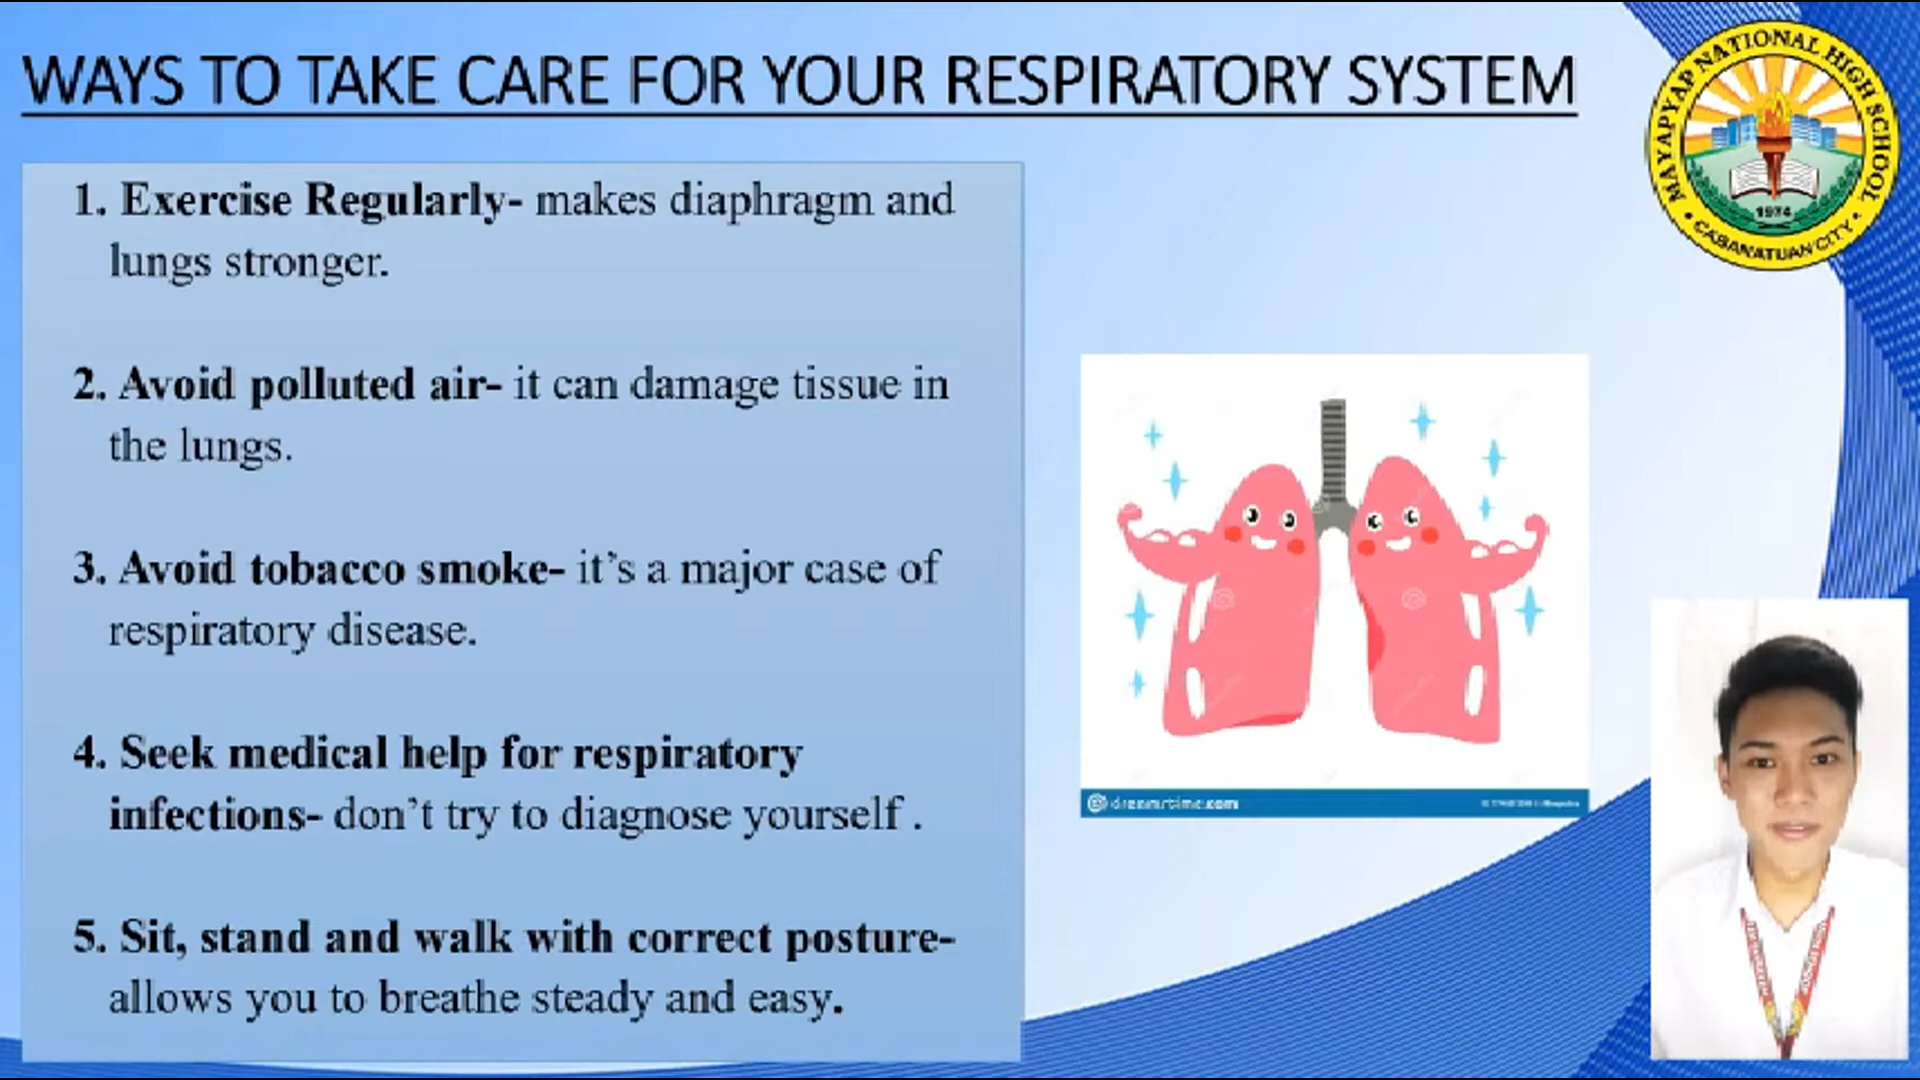 WAYS TO TAKE CARE FOR YOUR RESPIRATORY SYSTEM
1. Exercise Regularly- makes diaphragm and
lungs stronger.
2. Avoid polluted air- it can damage tissue in
the lungs.
3. Avoid tobacco smoke- it’s a major case of
respiratory disease.
4. Seek medical help for respiratory
infections- don’t try to diagnose yourself .
5. Sit, stand and walk with correct posture-
allows you to breathe steady and easy.
MAYAPYAP NATIONAL HIGH SCHOOL
1974
CABANATUAN CITY
dreamstime.com